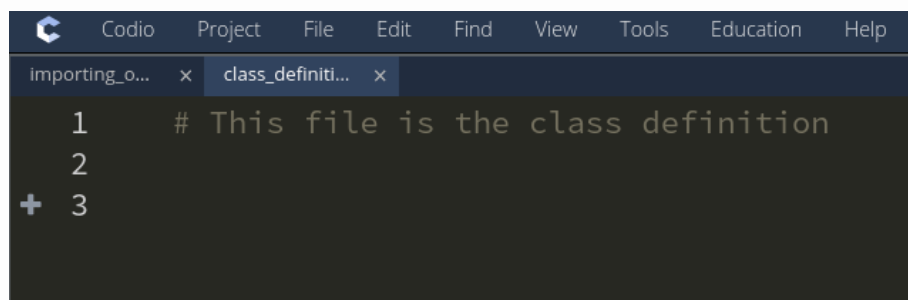 Codio Project File Edit Find View Tools Education Help
importing_o... × class_definiti... ×
1 # This file is the class definition
2
3